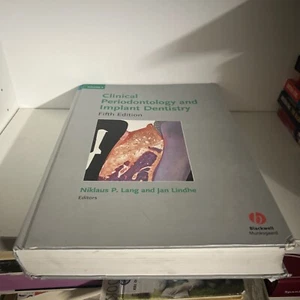 Clinical
Periodontology and
Implant Dentistry
Fifth Edition
Niklaus P. Lang and Jan Lindhe
Editors
Blackwell
Munksgaard